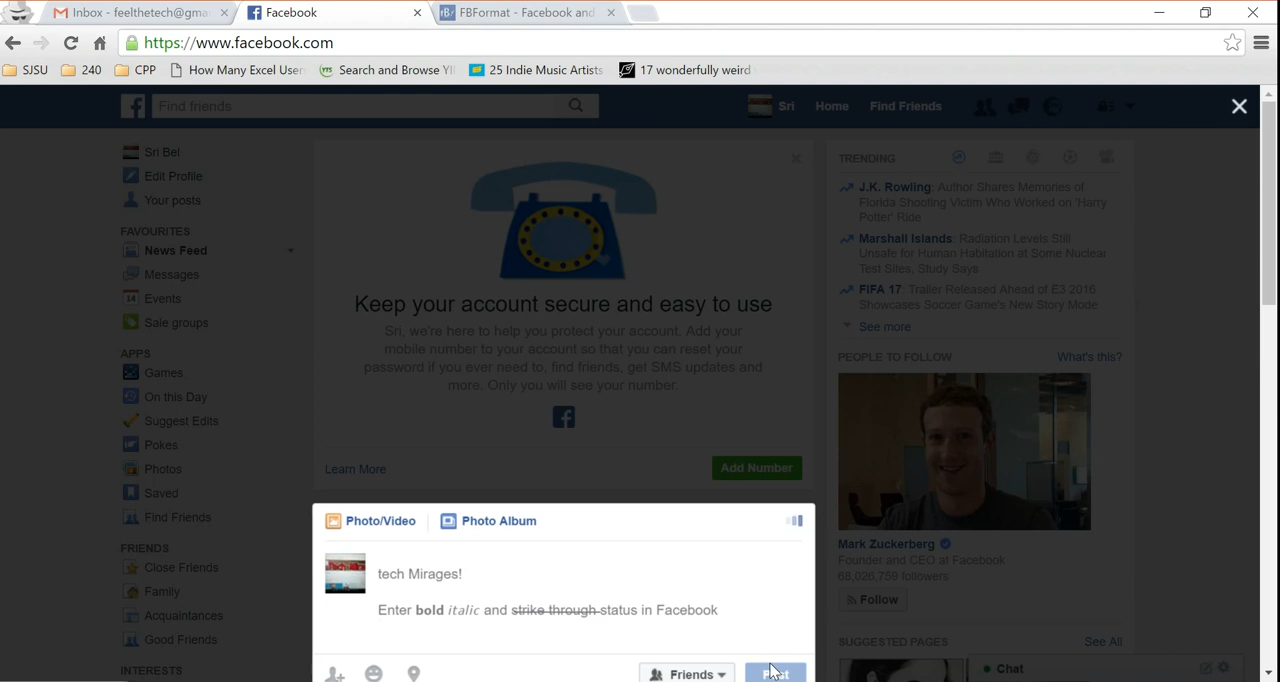 Inbox - feelthetech@gma
Facebook
FBFormat - Facebook and
https://www.facebook.com
SJSU
240
CPP
How Many Excel User
Search and Browse YI
25 Indie Music Artists
17 wonderfully weird
Find friends
Sri
Home
Find Friends
Sri Bel
Edit Profile
Your posts
FAVOURITES
News Feed
Messages
14 Events
Sale groups
APPS
Games
On this Day
Suggest Edits
Pokes
Photos
Saved
Find Friends
FRIENDS
Close Friends
Family
Acquaintances
Good Friends
INTERESTS
Keep your account secure and easy to use
Sri, we're here to help you protect your account. Add your
mobile number to your account so that you can reset your
password if you ever need to, find friends, get SMS updates and
more. Only you will see your number.
Learn More
Add Number
Photo/Video
Photo Album
tech Mirages!
Enter bold italic and strike through status in Facebook
Friends
Post
TRENDING
J.K. Rowling: Author Shares Memories of
Florida Shooting Victim Who Worked on 'Harry
Potter' Ride
Marshall Islands: Radiation Levels Still
Unsafe for Human Habitation at Some Nuclear
Test Sites, Study Says
FIFA 17: Trailer Released Ahead of E3 2016
Showcases Soccer Game's New Story Mode
See more
PEOPLE TO FOLLOW
What's this?
Mark Zuckerberg
Founder and CEO at Facebook
68,026,759 followers
Follow
SUGGESTED PAGES
See All
Chat